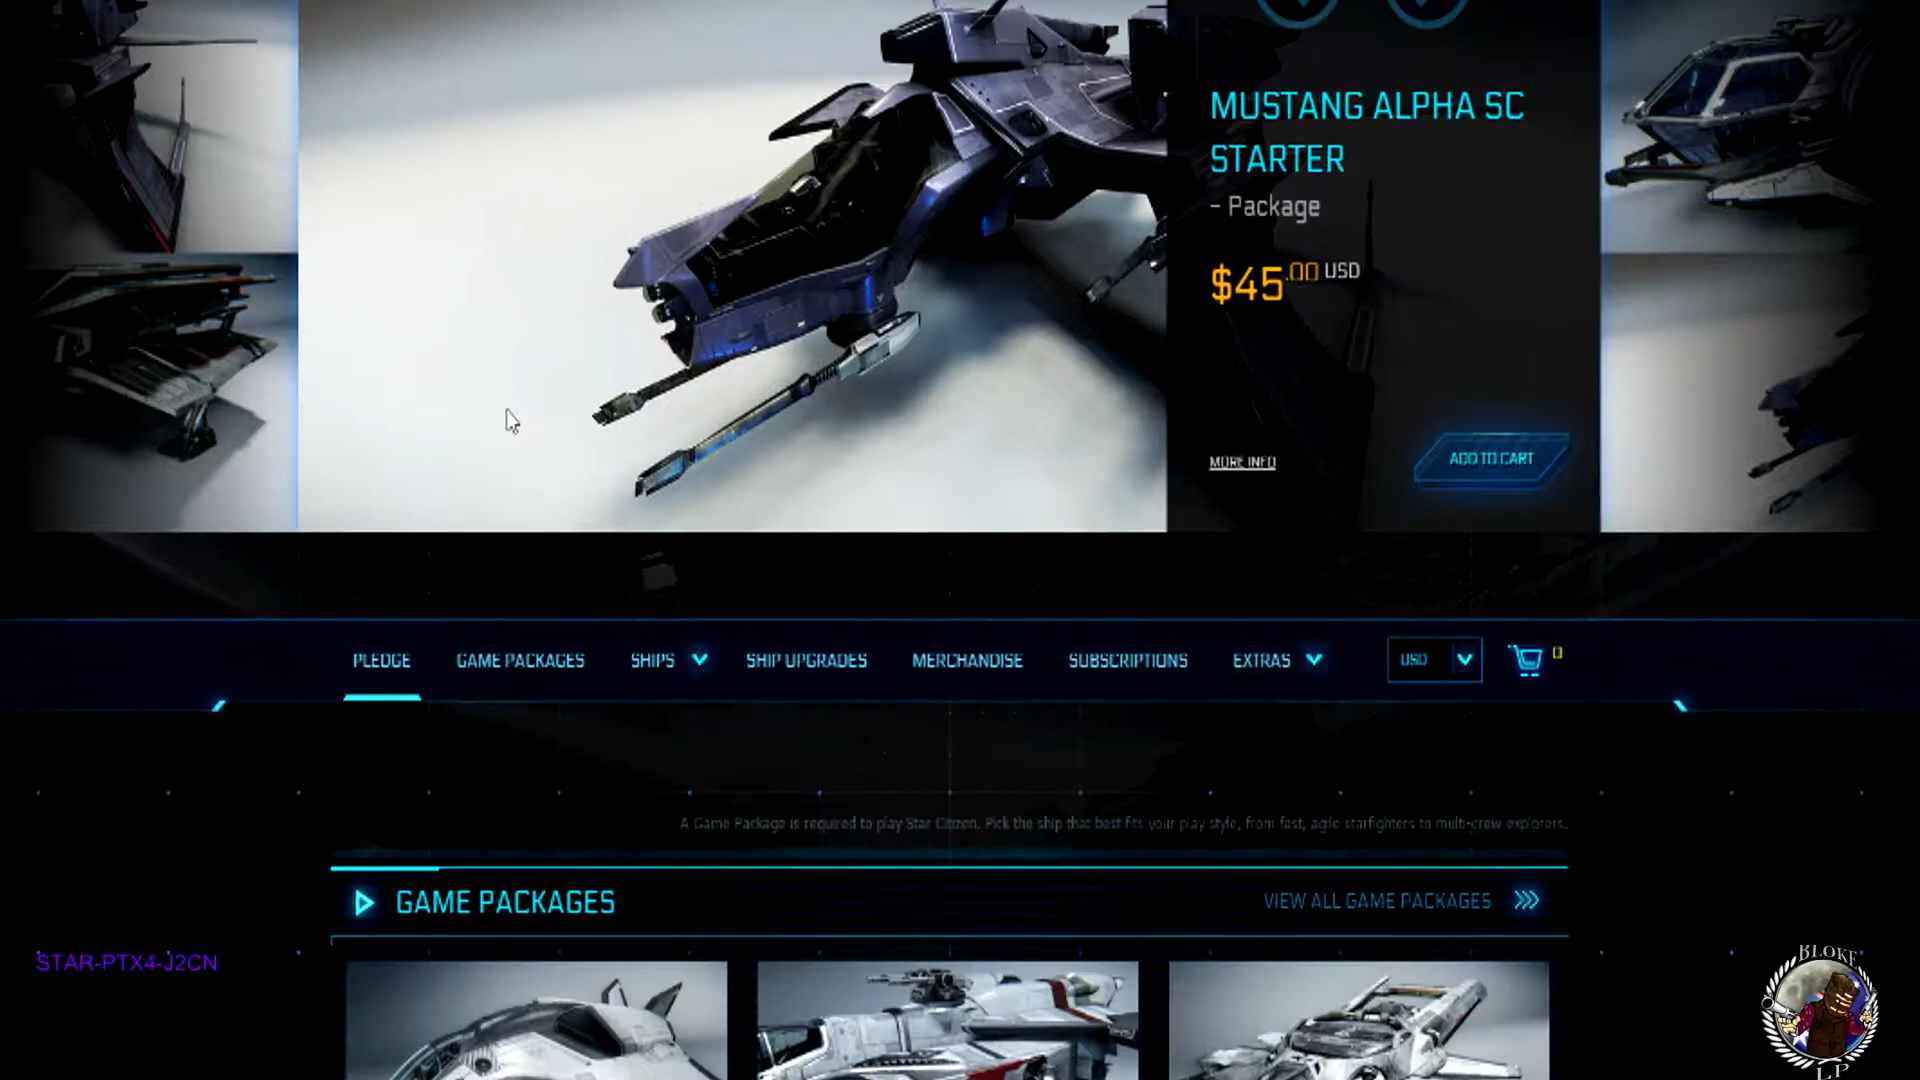 MUSTANG ALPHA SC
STARTER
- Package
$45.00 USD
MORE INFO
ADD TO CART
PLEDGE
GAME PACKAGES
SHIPS
SHIP UPGRADES
MERCHANDISE
SUBSCRIPTIONS
EXTRAS
USD
0
A Game Package is required to play Star Citizen. Pick the ship that best fits your play style, from fast, agile starfighters to multi-crew explorers.
GAME PACKAGES
VIEW ALL GAME PACKAGES
STAR-PTX4-J2CN
BLOKE
LP